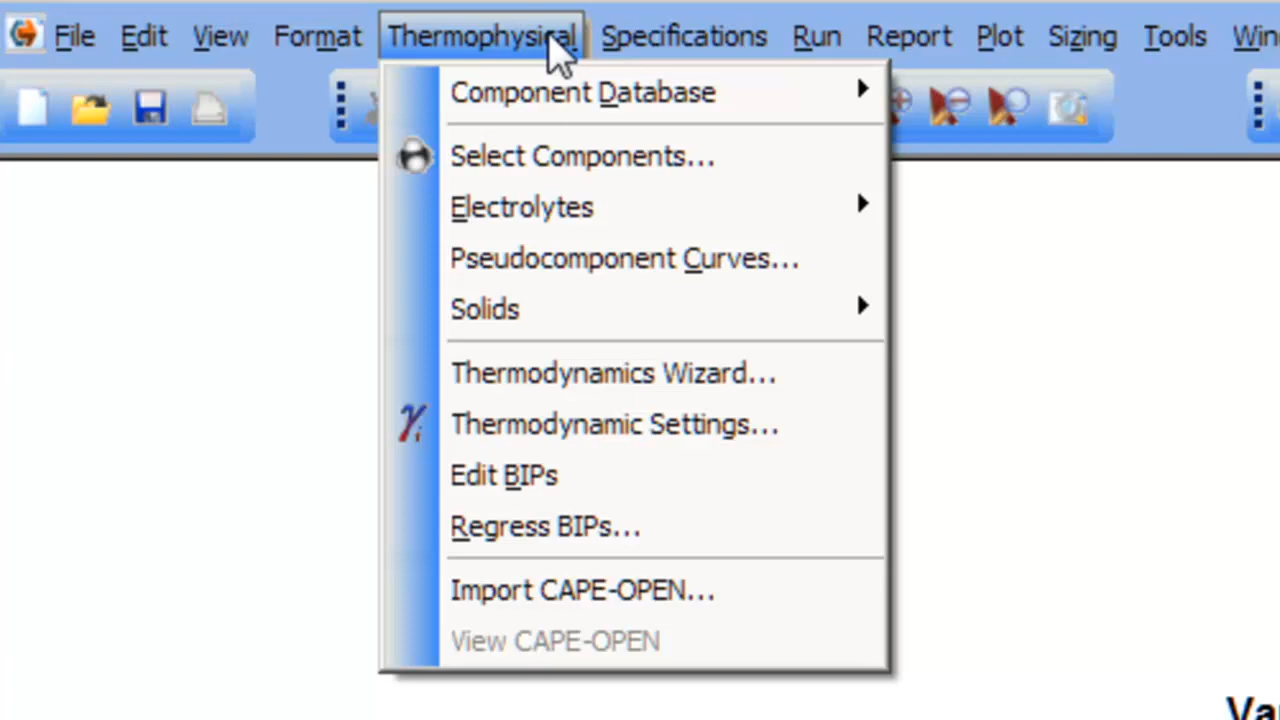 File Edit View Format Thermophysical Specifications Run Report Plot Sizing Tools
Component Database
Select Components...
Electrolytes
Pseudocomponent Curves...
Solids
Thermodynamics Wizard...
Thermodynamic Settings...
γi
Edit BIPs
Regress BIPs...
Import CAPE-OPEN...
View CAPE-OPEN